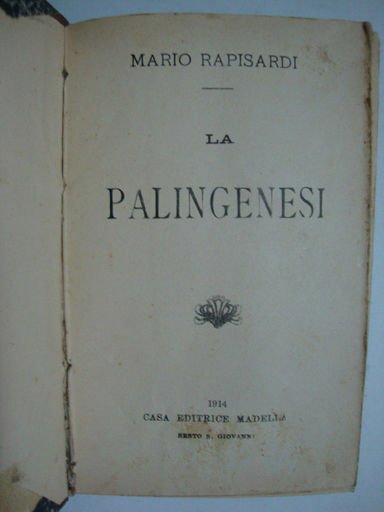 MARIO RAPISARDI
LA
PALINGENESI
1914
CASA EDITRICE MADELLA
SESTO S. GIOVANNI